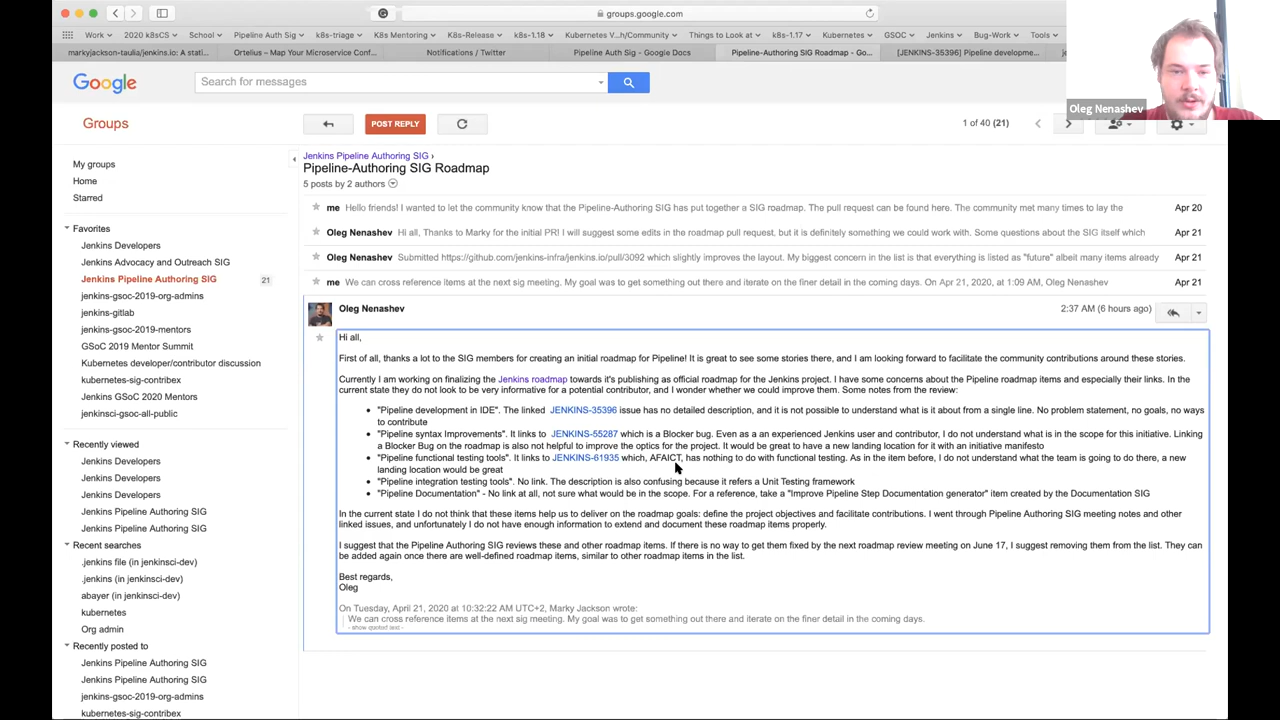 groups.google.com
Work
2020 k8sCS
School
Pipeline Auth Sig
k8s-triage
K8s Mentoring
K8s-Release
k8s-1.18
Kubernetes V...h/Community
Things to Look at
k8s-1.17
Kubernetes
GSOC
Jenkins
Bug-Work
Tools
markyjackson-taulia/jenkins.io: A stati...
Ortelius – Map Your Microservice Conf...
Notifications / Twitter
Pipeline Auth Sig - Google Docs
Pipeline-Authoring SIG Roadmap - Go...
[JENKINS-35396] Pipeline developme...
Oleg Nenashev
Google
Search for messages
Groups
POST REPLY
1 of 40 (21)
My groups
Home
Starred
Favorites
Jenkins Developers
Jenkins Advocacy and Outreach SIG
Jenkins Pipeline Authoring SIG 21
jenkins-gsoc-2019-org-admins
jenkins-gitlab
jenkins-gsoc-2019-mentors
GSoC 2019 Mentor Summit
Kubernetes developer/contributor discussion
kubernetes-sig-contribex
Jenkins GSoC 2020 Mentors
jenkinsci-gsoc-all-public
Recently viewed
Jenkins Developers
Jenkins Developers
Jenkins Developers
Jenkins Pipeline Authoring SIG
Jenkins Pipeline Authoring SIG
Recent searches
.jenkins file (in jenkinsci-dev)
.jenkins (in jenkinsci-dev)
abayer (in jenkinsci-dev)
kubernetes
Org admin
Recently posted to
Jenkins Pipeline Authoring SIG
Jenkins Pipeline Authoring SIG
jenkins-gsoc-2019-org-admins
kubernetes-sig-contribex
Jenkins Pipeline Authoring SIG ›
Pipeline-Authoring SIG Roadmap
5 posts by 2 authors
me Hello friends! I wanted to let the community know that the Pipeline-Authoring SIG has put together a SIG roadmap. The pull request can be found here. The community met many times to lay the Apr 20
Oleg Nenashev Hi all, Thanks to Marky for the initial PR! I will suggest some edits in the roadmap pull request, but it is definitely something we could work with. Some questions about the SIG itself which Apr 21
Oleg Nenashev Submitted https://github.com/jenkins-infra/jenkins.io/pull/3092 which slightly improves the layout. My biggest concern in the list is that everything is listed as "future" albeit many items already Apr 21
me We can cross reference items at the next sig meeting. My goal was to get something out there and iterate on the finer detail in the coming days. On Apr 21, 2020, at 1:09 AM, Oleg Nenashev Apr 21
Oleg Nenashev 2:37 AM (6 hours ago)
Hi all,
First of all, thanks a lot to the SIG members for creating an initial roadmap for Pipeline! It is great to see some stories there, and I am looking forward to facilitate the community contributions around these stories.
Currently I am working on finalizing the Jenkins roadmap towards it's publishing as official roadmap for the Jenkins project. I have some concerns about the Pipeline roadmap items and especially their links. In the
current state they do not look to be very informative for a potential contributor, and I wonder whether we could improve them. Some notes from the review:
• "Pipeline development in IDE". The linked JENKINS-35396 issue has no detailed description, and it is not possible to understand what is it about from a single line. No problem statement, no goals, no ways
to contribute
• "Pipeline syntax Improvements". It links to JENKINS-55287 which is a Blocker bug. Even as a an experienced Jenkins user and contributor, I do not understand what is in the scope for this initiative. Linking
a Blocker Bug on the roadmap is also not helpful to improve the optics for the project. It would be great to have a new landing location for it with an initiative manifesto
• "Pipeline functional testing tools". It links to JENKINS-61935 which, AFAICT, has nothing to do with functional testing. As in the item before, I do not understand what the team is going to do there, a new
landing location would be great
• "Pipeline integration testing tools". No link. The description is also confusing because it refers a Unit Testing framework
• "Pipeline Documentation" - No link at all, not sure what would be in the scope. For a reference, take a "Improve Pipeline Step Documentation generator" item created by the Documentation SIG
In the current state I do not think that these items help us to deliver on the roadmap goals: define the project objectives and facilitate contributions. I went through Pipeline Authoring SIG meeting notes and other
linked issues, and unfortunately I do not have enough information to extend and document these roadmap items properly.
I suggest that the Pipeline Authoring SIG reviews these and other roadmap items. If there is no way to get them fixed by the next roadmap review meeting on June 17, I suggest removing them from the list. They can
be added again once there are well-defined roadmap items, similar to other roadmap items in the list.
Best regards,
Oleg
On Tuesday, April 21, 2020 at 10:32:22 AM UTC+2, Marky Jackson wrote:
We can cross reference items at the next sig meeting. My goal was to get something out there and iterate on the finer detail in the coming days.
- show quoted text -